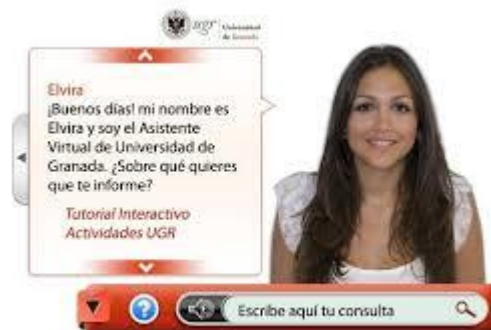 ugr
Universidad
de Granada
Elvira
¡Buenos días! mi nombre es
Elvira y soy el Asistente
Virtual de Universidad de
Granada. ¿Sobre qué quieres
que te informe?
Tutorial Interactivo
Actividades UGR
?
Escribe aquí tu consulta